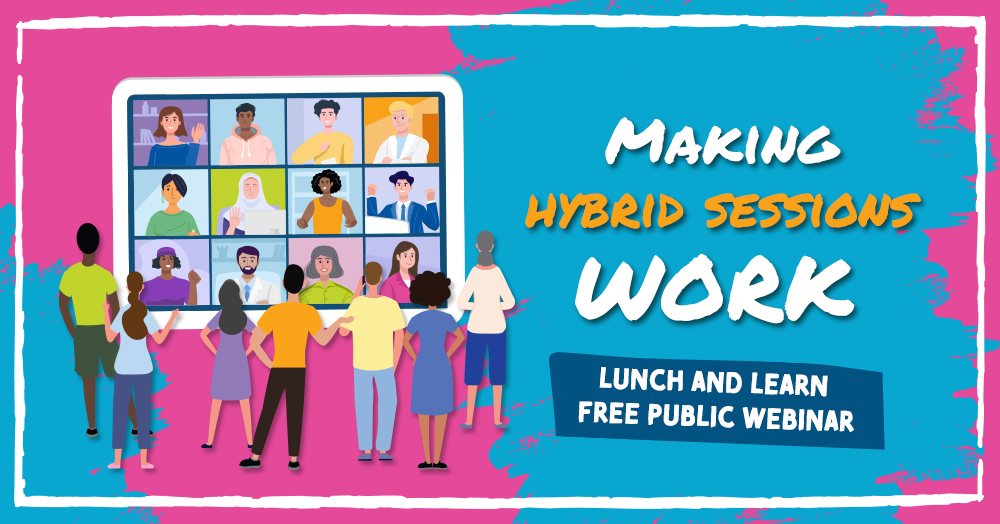 MAKING
HYBRID SESSIONS
WORK
LUNCH AND LEARN
FREE PUBLIC WEBINAR